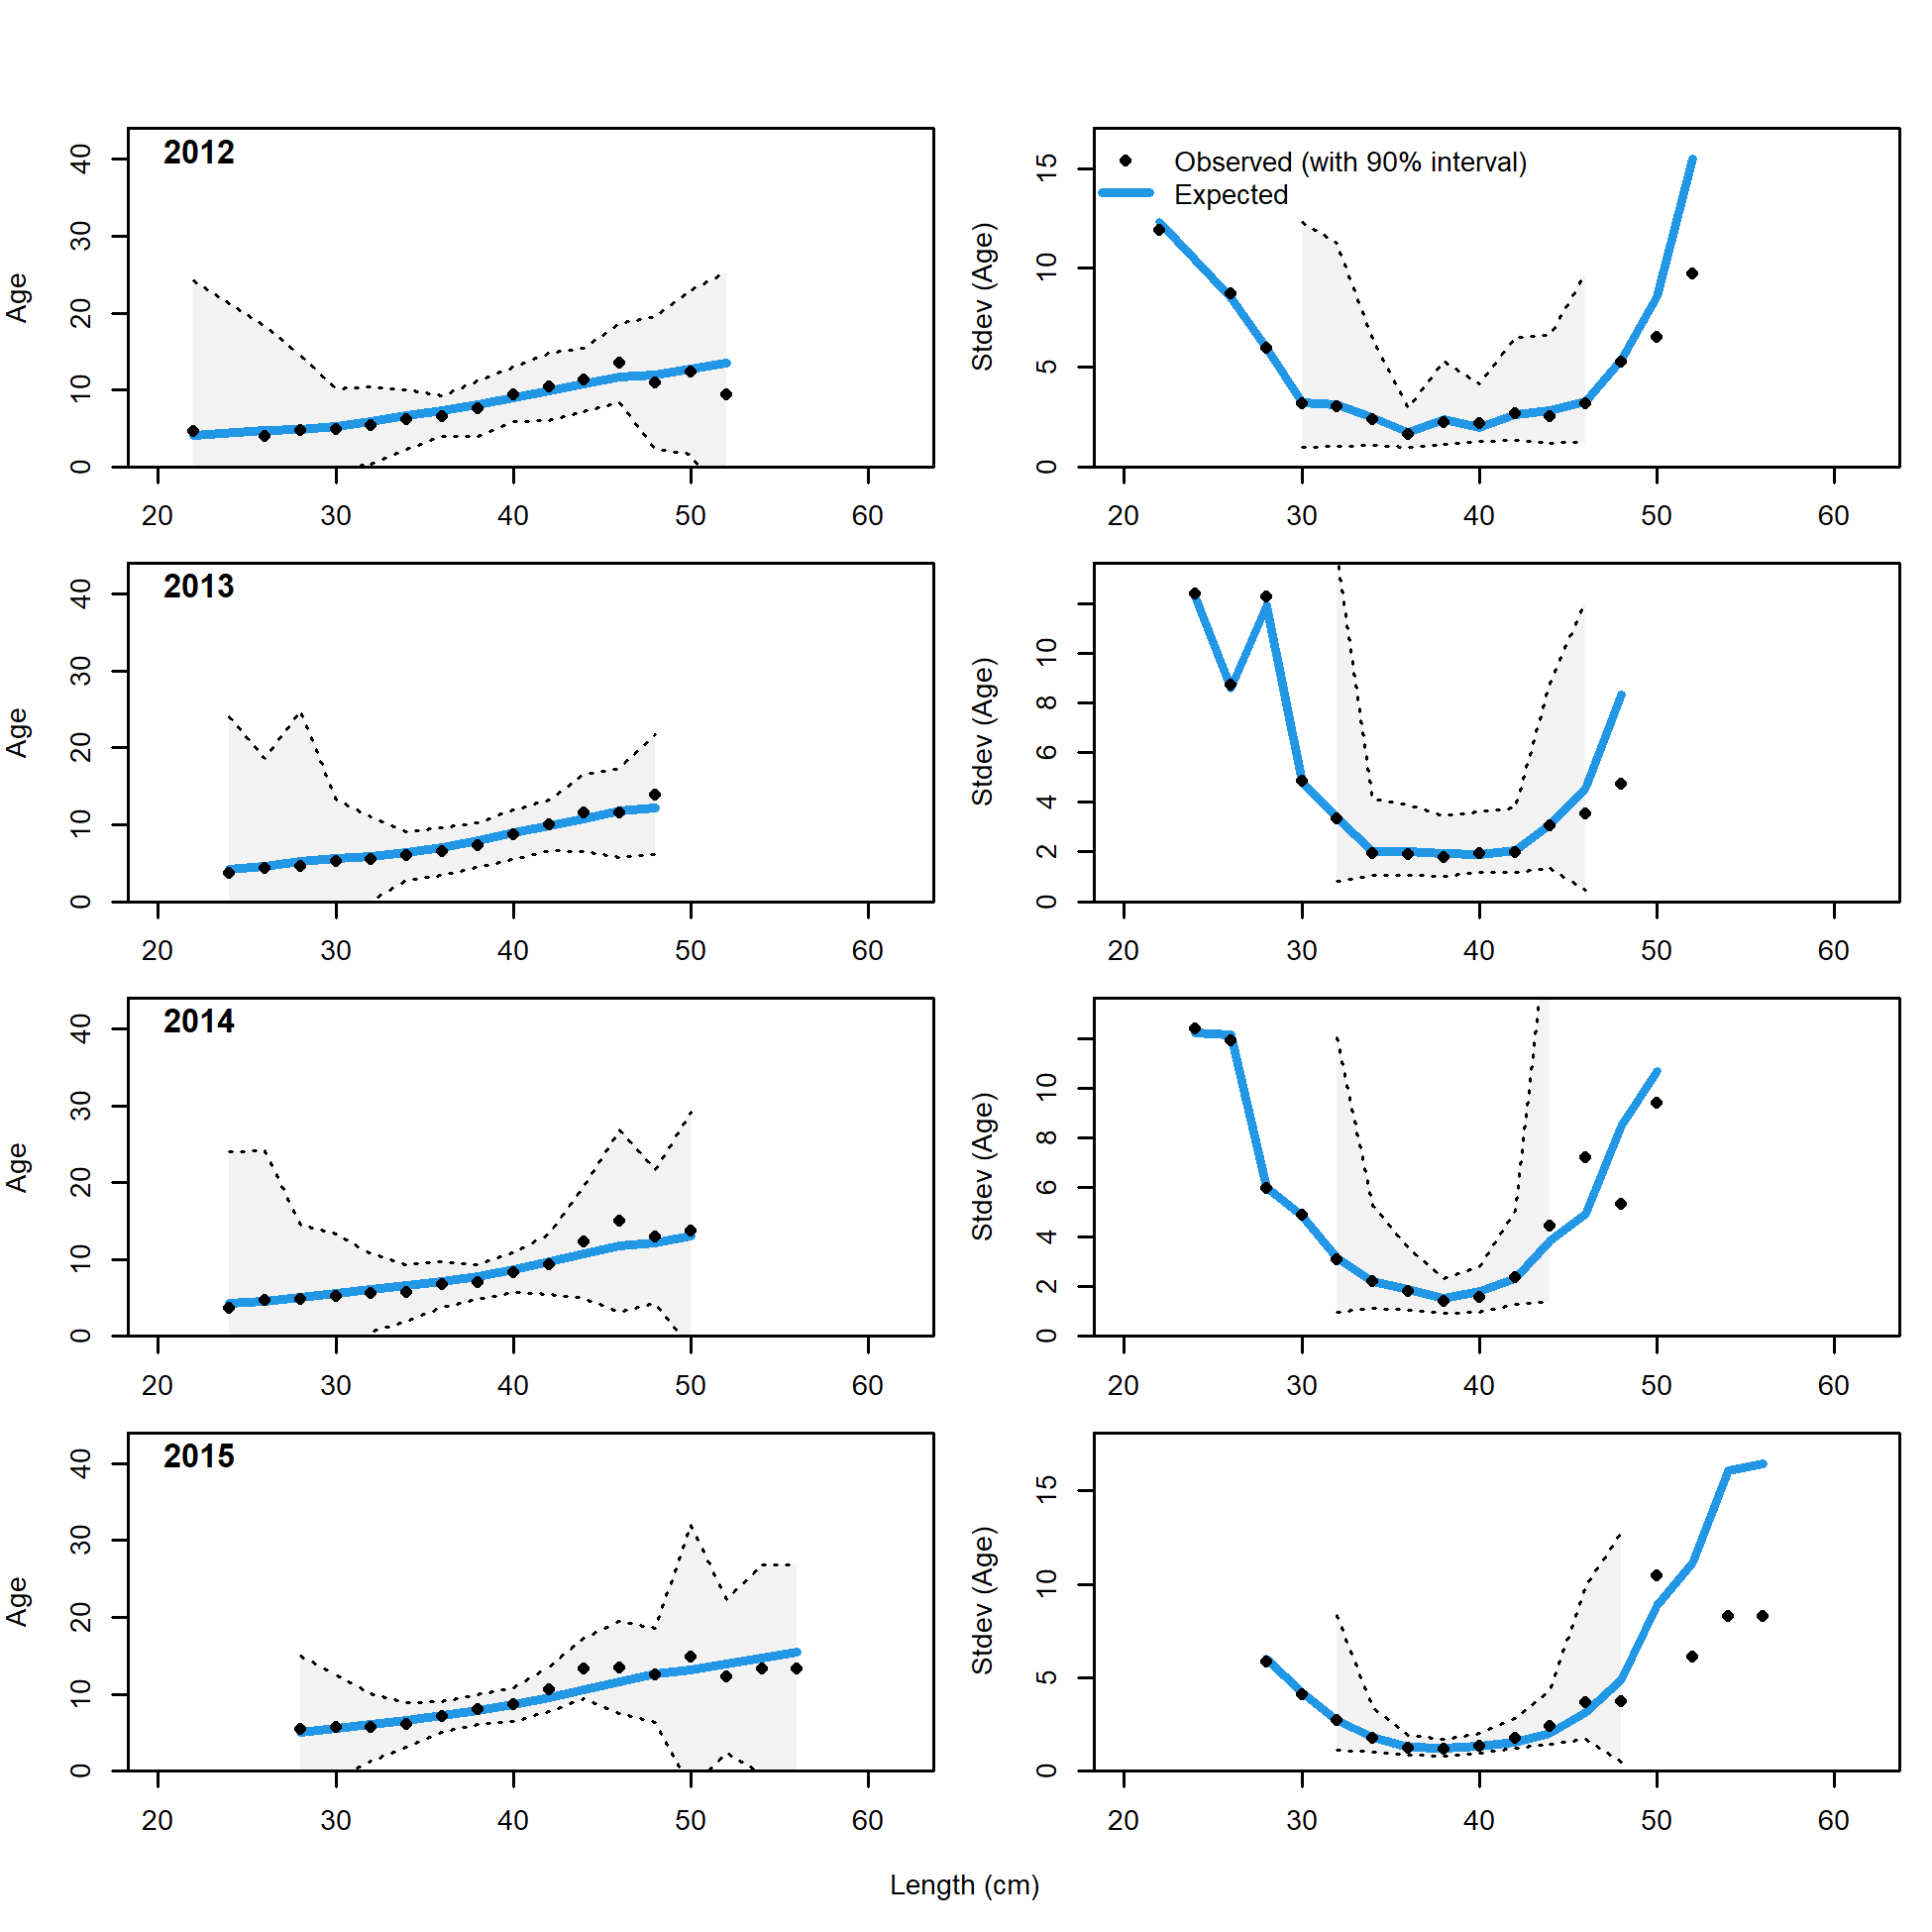 2012
Age
0 10 20 30 40
20 30 40 50 60
Observed (with 90% interval)
Expected
Stdev (Age)
0 5 10 15
20 30 40 50 60
2013
Age
0 10 20 30 40
20 30 40 50 60
Stdev (Age)
0 2 4 6 8 10
20 30 40 50 60
2014
Age
0 10 20 30 40
20 30 40 50 60
Stdev (Age)
0 2 4 6 8 10
20 30 40 50 60
2015
Age
0 10 20 30 40
20 30 40 50 60
Stdev (Age)
0 5 10 15
20 30 40 50 60
Length (cm)